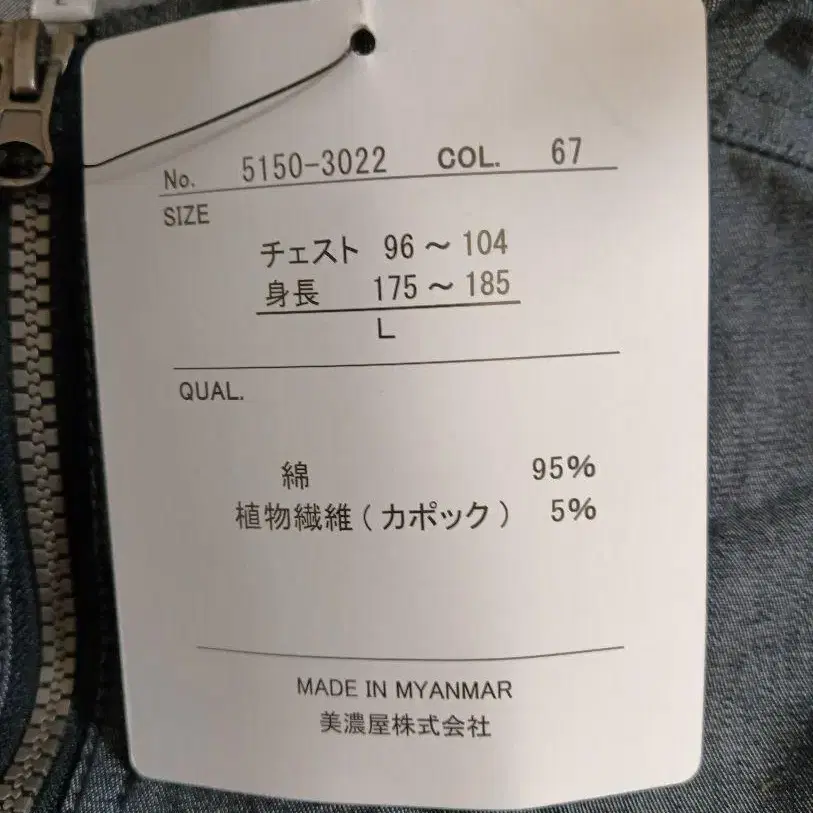 No. 5150-3022 COL. 67
SIZE
チェスト 96 ～ 104
身長 175 ～ 185
L
QUAL.
綿 95%
植物繊維 ( カポック ) 5%
MADE IN MYANMAR
美濃屋株式会社